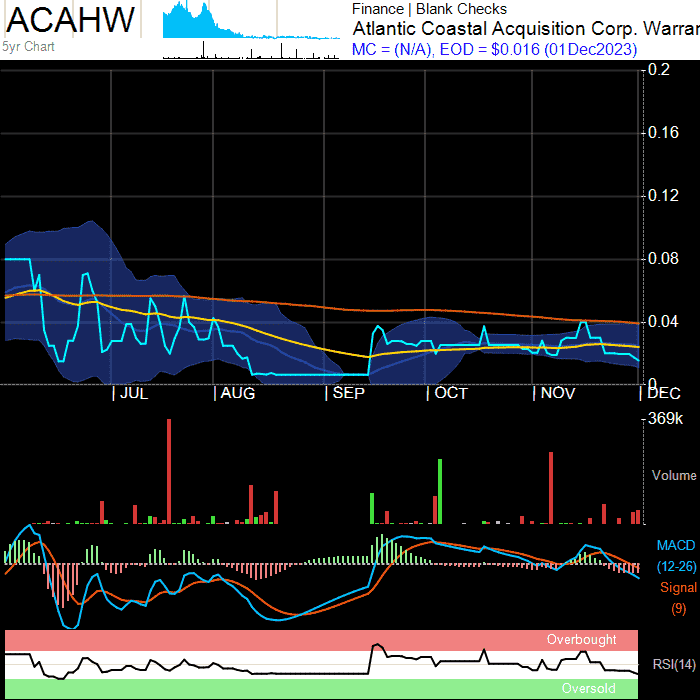 ACAHW
5yr Chart
Finance | Blank Checks
Atlantic Coastal Acquisition Corp. Warran
MC = (N/A), EOD = $0.016 (01Dec2023)
0.2
0.16
0.12
0.08
0.04
0
JUL
AUG
SEP
OCT
NOV
DEC
369k
Volume
MACD
(12-26)
Signal
(9)
Overbought
RSI(14)
Oversold